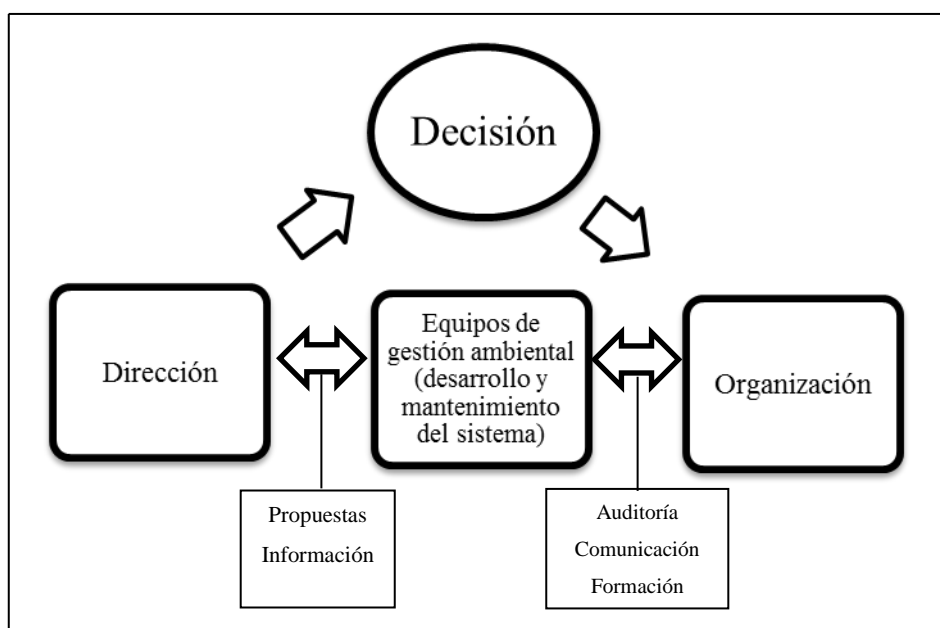 Decisión
Dirección
Equipos de
gestión ambiental
(desarrollo y
mantenimiento
del sistema)
Organización
Propuestas
Información
Auditoría
Comunicación
Formación